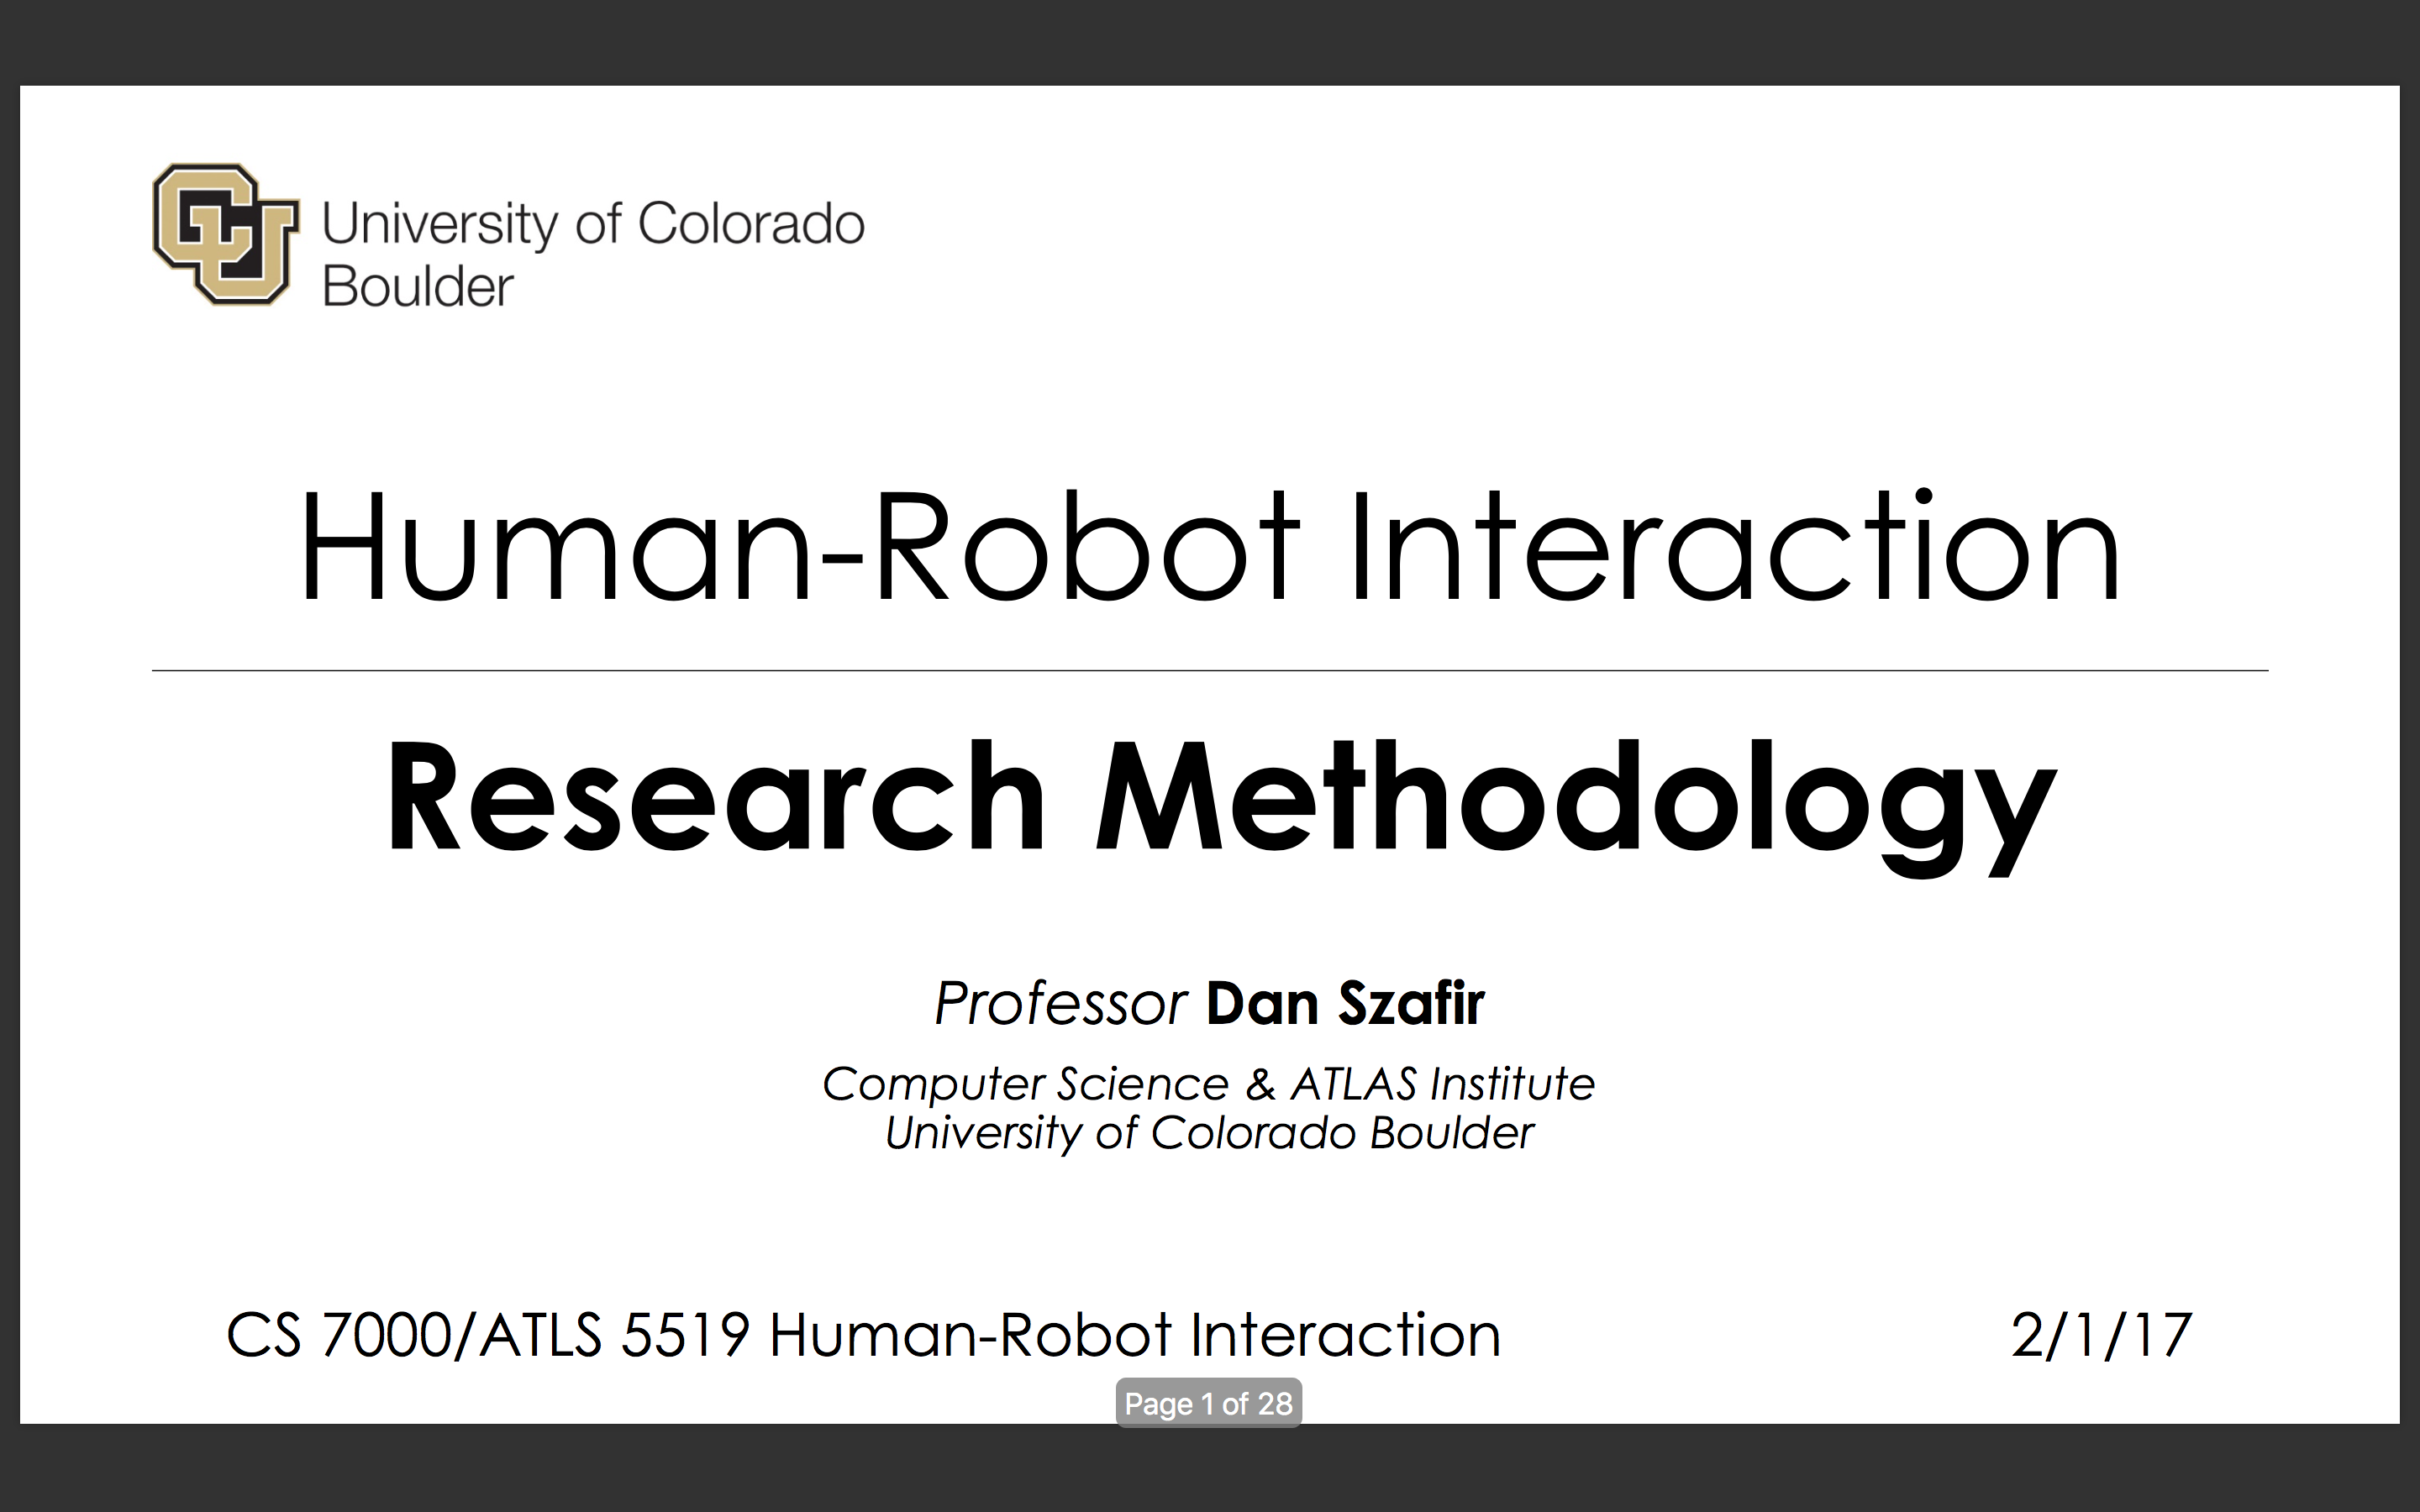 University of Colorado
Boulder
Human-Robot Interaction
Research Methodology
Professor Dan Szafir
Computer Science & ATLAS Institute
University of Colorado Boulder
CS 7000/ATLS 5519 Human-Robot Interaction 2/1/17
Page 1 of 28